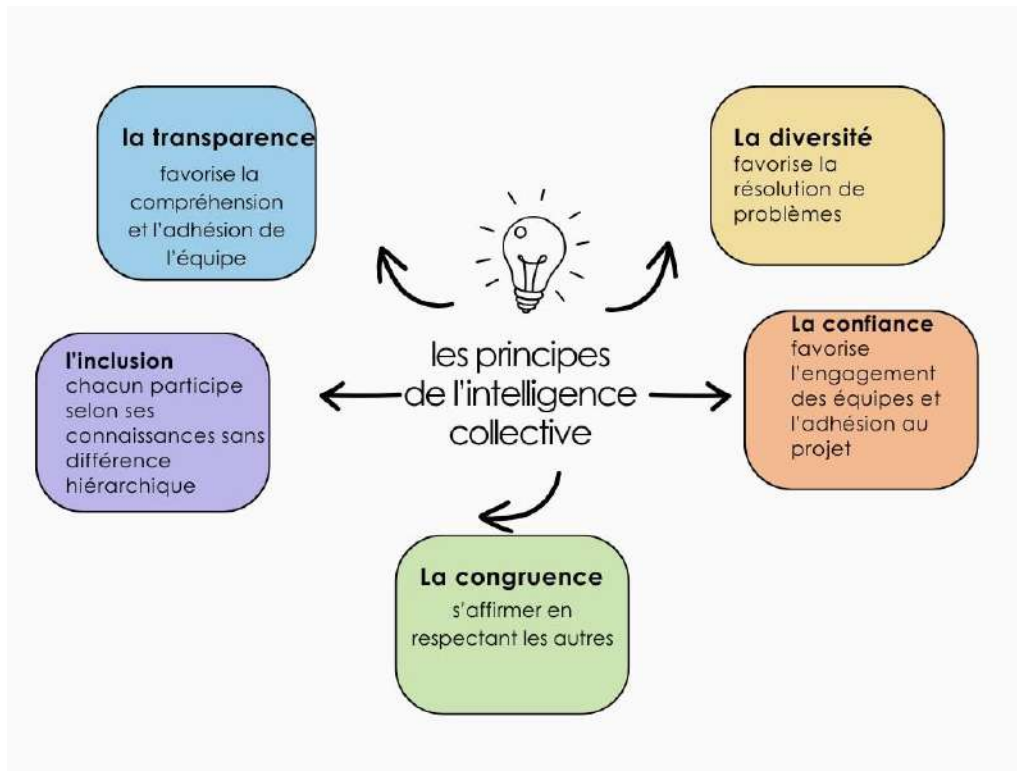 la transparence
favorise la
compréhension
et l'adhésion de
l'équipe
La diversité
favorise la
résolution de
problèmes
les principes
de l'intelligence
collective
l'inclusion
chacun participe
selon ses
connaissances sans
différence
hiérarchique
La confiance
favorise
l'engagement
des équipes et
l'adhésion au
projet
La congruence
s'affirmer en
respectant les autres